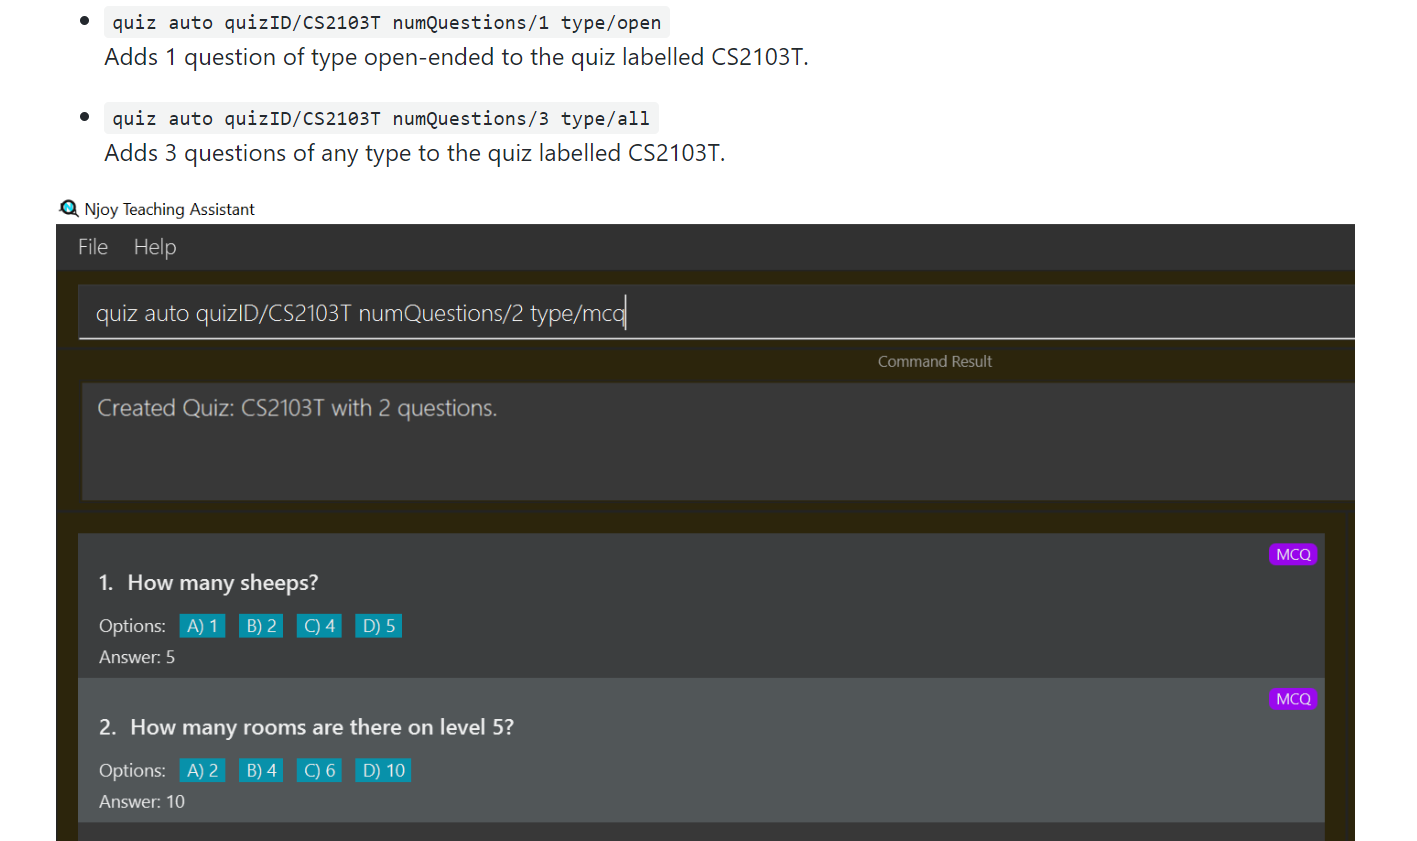 quiz auto quizID/CS2103T numQuestions/1 type/open
Adds 1 question of type open-ended to the quiz labelled CS2103T.
quiz auto quizID/CS2103T numQuestions/3 type/all
Adds 3 questions of any type to the quiz labelled CS2103T.
Njoy Teaching Assistant
File Help
quiz auto quizID/CS2103T numQuestions/2 type/mcq
Command Result
Created Quiz: CS2103T with 2 questions.
MCQ
1. How many sheeps?
Options: A) 1 B) 2 C) 4 D) 5
Answer: 5
MCQ
2. How many rooms are there on level 5?
Options: A) 2 B) 4 C) 6 D) 10
Answer: 10